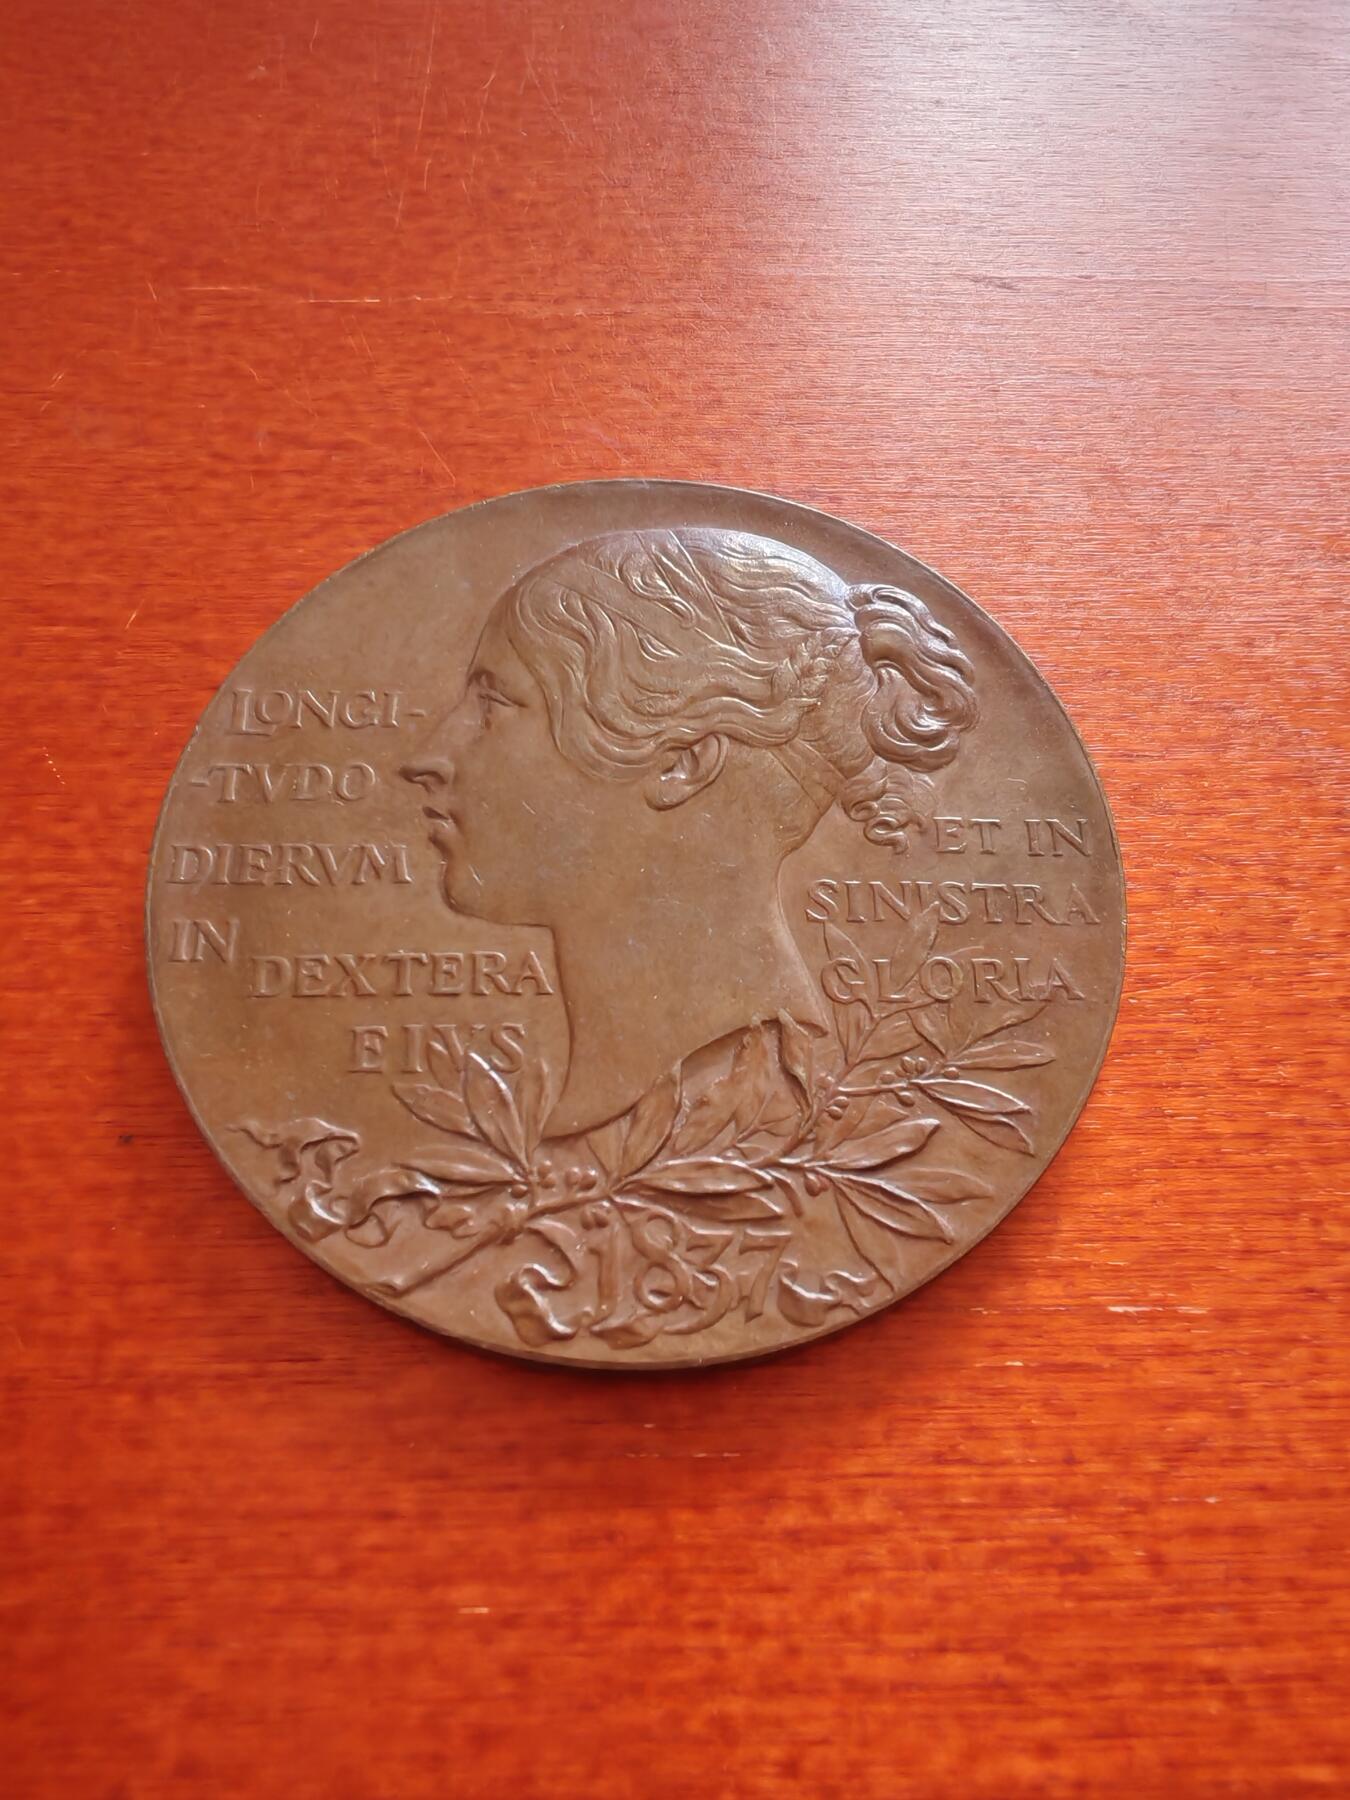 LONGI-
-TVDO
DIERVM
IN
DEXTERA
EIVS
ET IN
SINISTRA
GLORIA
1837